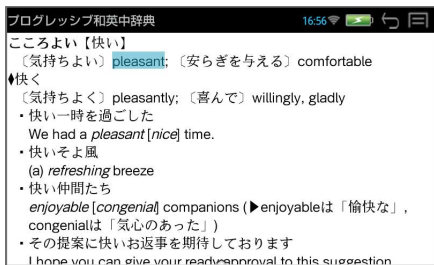 プログレッシブ和英中辞典 16:56
こころよい【快い】
〔気持ちよい〕pleasant; 〔安らぎを与える〕comfortable
♦快く
〔気持ちよく〕pleasantly; 〔喜んで〕willingly, gladly
・快い一時を過ごした
We had a pleasant [nice] time.
・快いそよ風
(a) refreshing breeze
・快い仲間たち
enjoyable [congenial] companions (▶enjoyableは「愉快な」,
congenialは「気心のあった」)
・その提案に快いお返事を期待しております
I hope you can give your ready approval to this suggestion